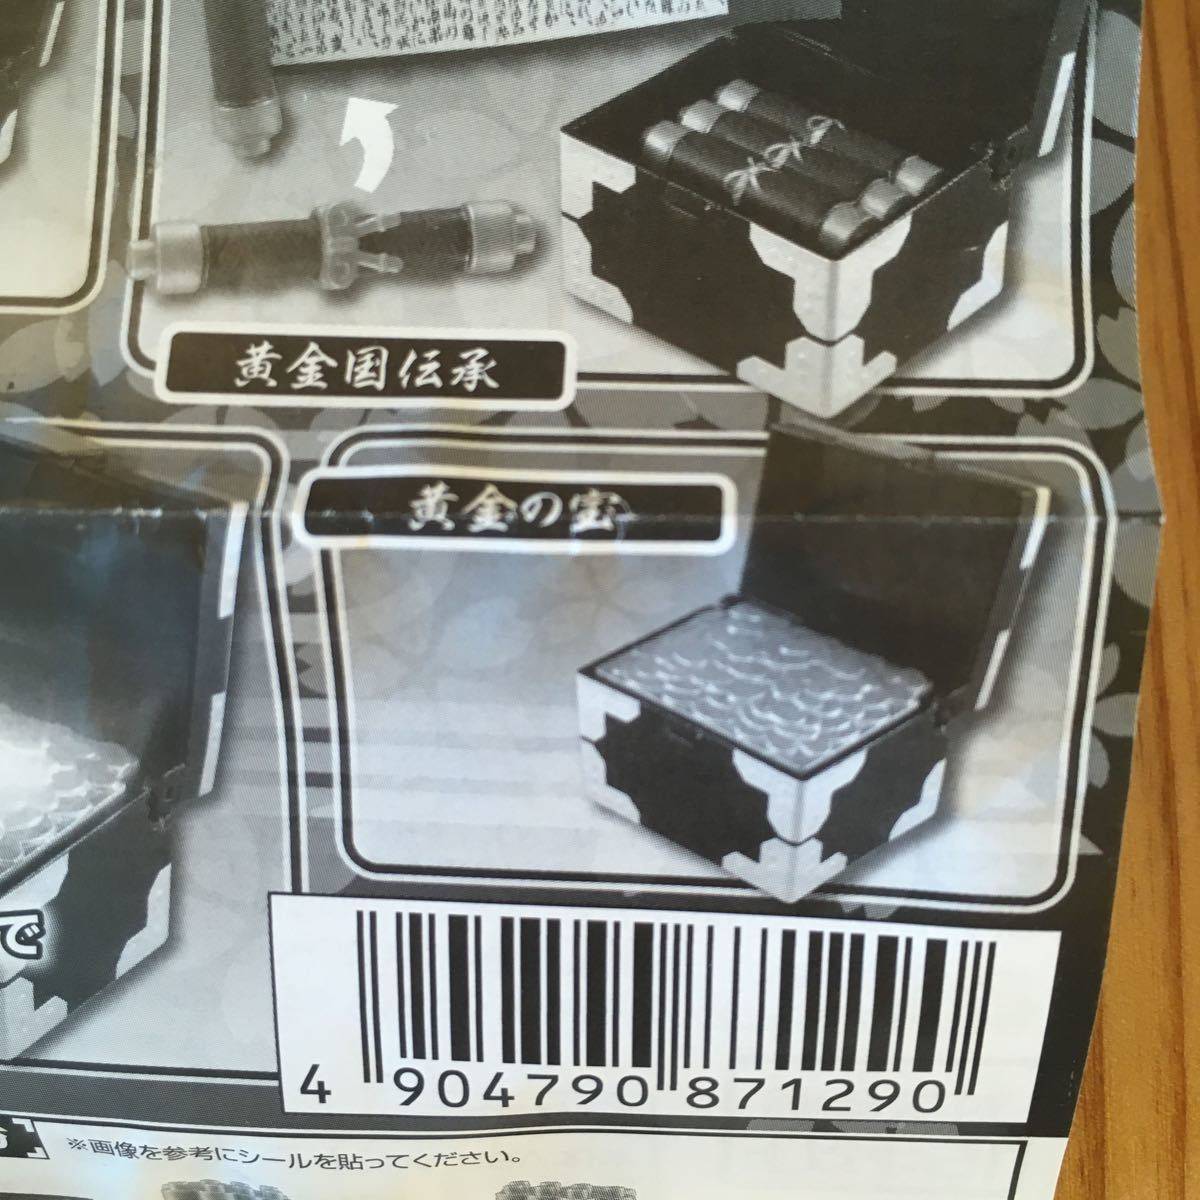 黄金国伝承
黄金の宝
で
4 904790 871290
※画像を参考にシールを貼ってください。